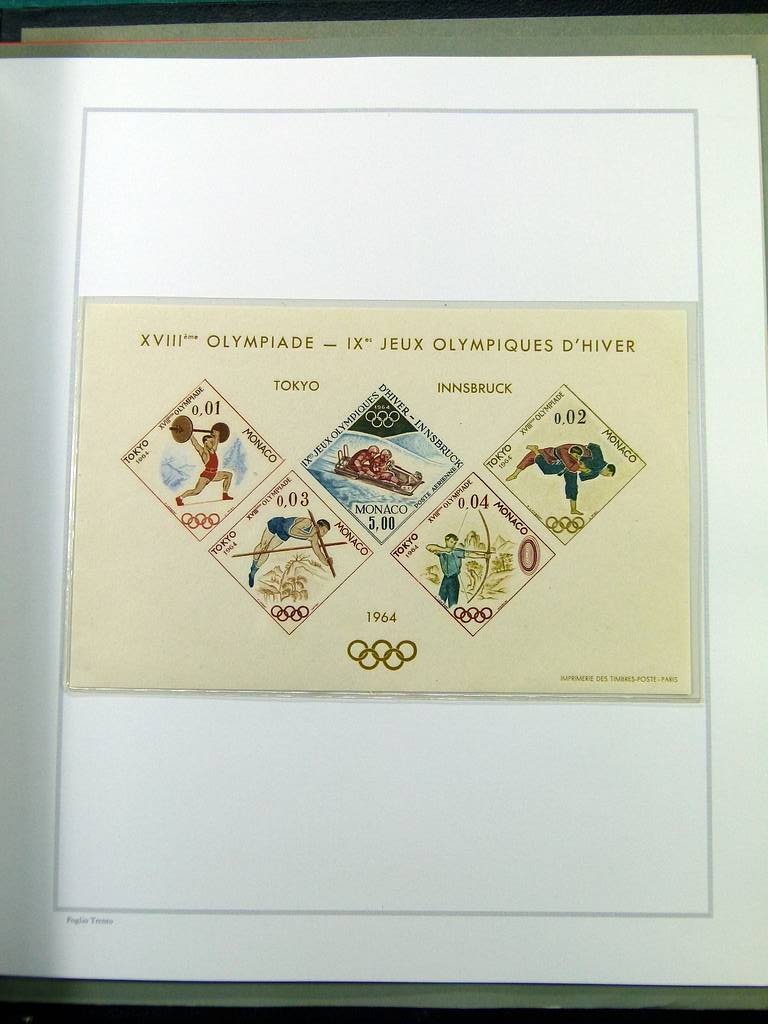 XVIIIème OLYMPIADE — IXes JEUX OLYMPIQUES D'HIVER
TOKYO
INNSBRUCK
TOKYO
1964
XVIIIème OLYMPIADE
0,01
MONACO
IXes JEUX OLYMPIQUES D'HIVER - INNSBRUCK
1964
POSTE AERIENNE
MONACO
5,00
TOKYO
1964
XVIIIème OLYMPIADE
0,02
MONACO
TOKYO
1964
XVIIIème OLYMPIADE
0,03
MONACO
TOKYO
1964
XVIIIème OLYMPIADE
0,04
MONACO
1964
IMPRIMERIE DES TIMBRES-POSTE - PARIS
Foglio Trento